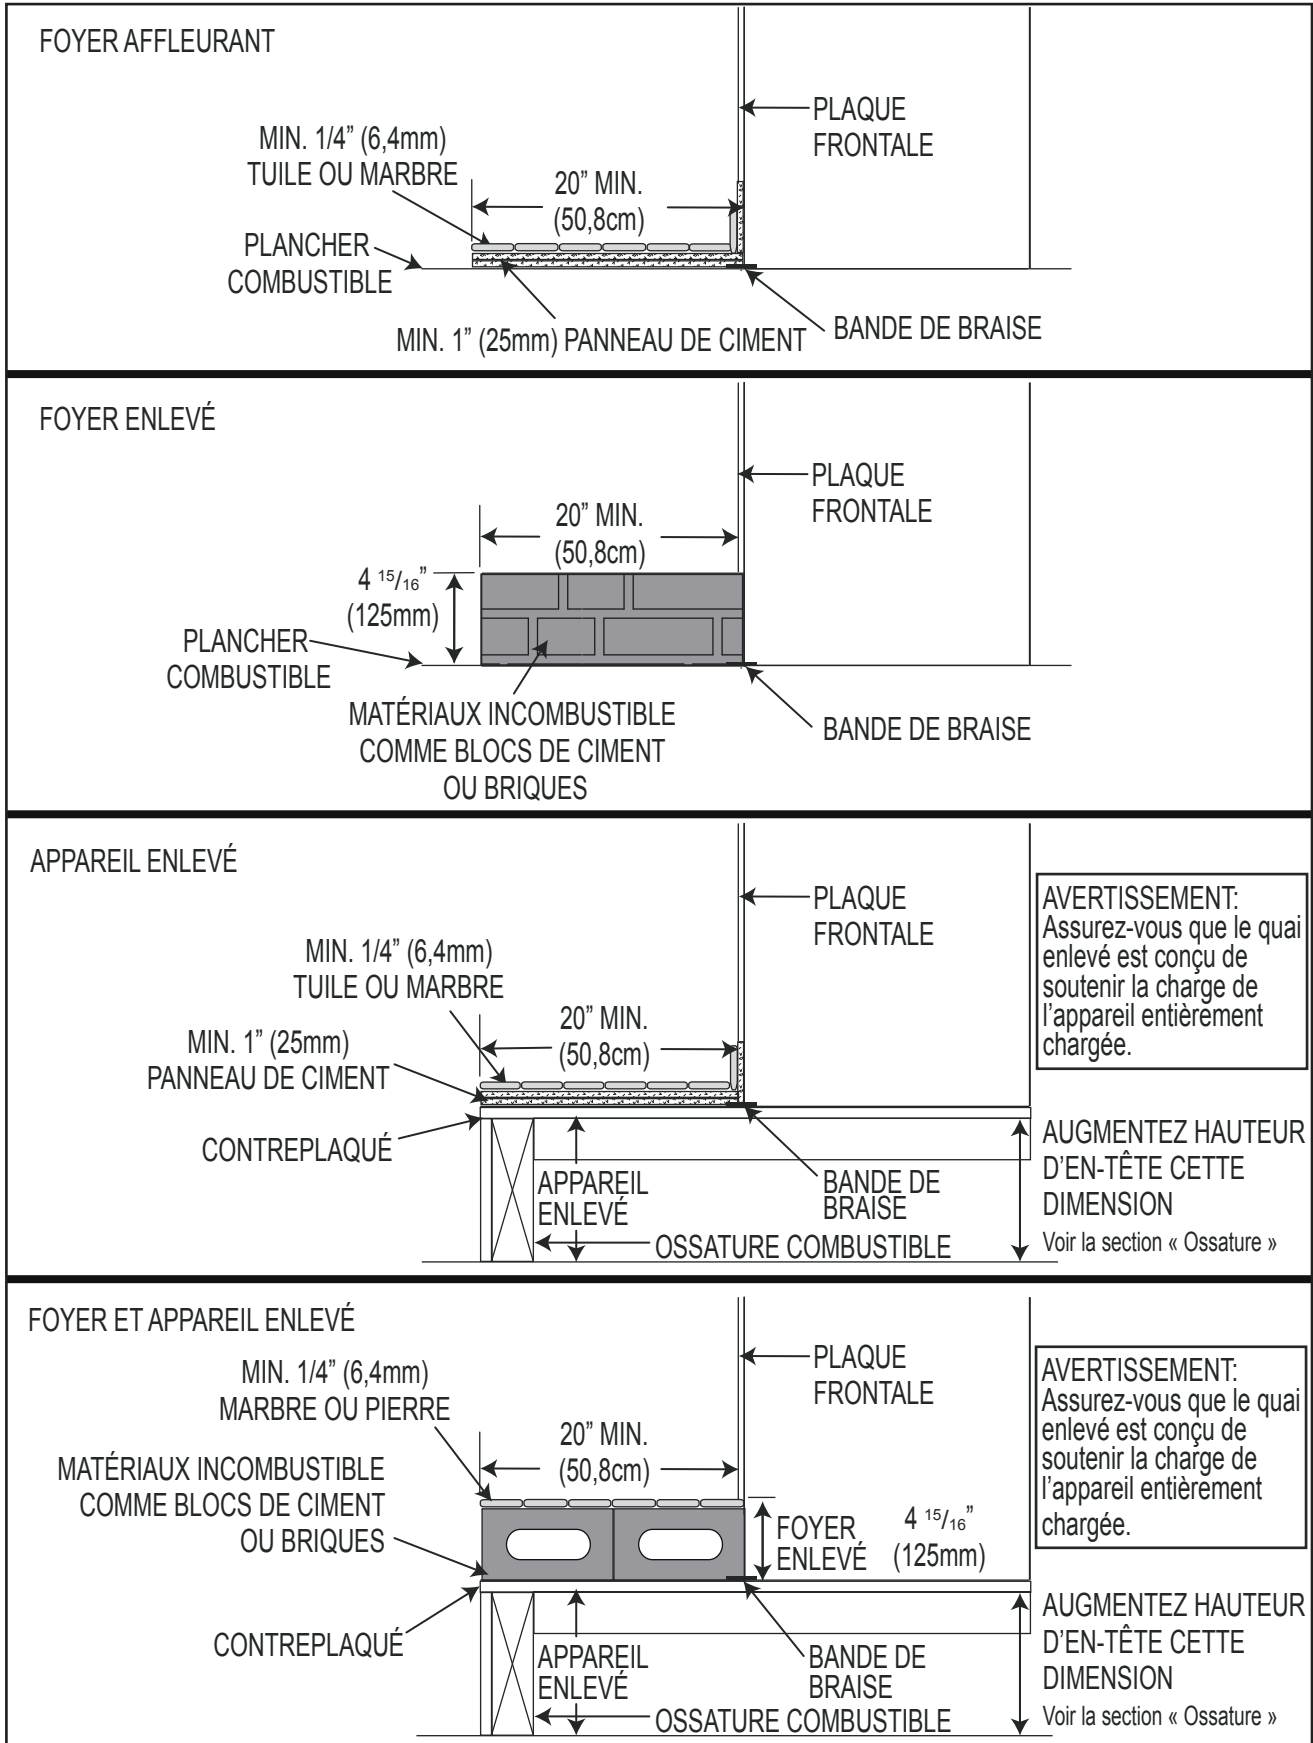 FOYER AFFLEURANT
PLAQUE
FRONTALE
MIN. 1/4” (6,4mm)
TUILE OU MARBRE
20” MIN.
(50,8cm)
PLANCHER
COMBUSTIBLE
MIN. 1” (25mm) PANNEAU DE CIMENT
BANDE DE BRAISE
FOYER ENLEVÉ
PLAQUE
FRONTALE
20” MIN.
(50,8cm)
4 15/16”
(125mm)
PLANCHER
COMBUSTIBLE
MATÉRIAUX INCOMBUSTIBLE
COMME BLOCS DE CIMENT
OU BRIQUES
BANDE DE BRAISE
APPAREIL ENLEVÉ
PLAQUE
FRONTALE
AVERTISSEMENT:
Assurez-vous que le quai
enlevé est conçu de
soutenir la charge de
l’appareil entièrement
chargée.
MIN. 1/4” (6,4mm)
TUILE OU MARBRE
20” MIN.
(50,8cm)
MIN. 1” (25mm)
PANNEAU DE CIMENT
CONTREPLAQUÉ
APPAREIL
ENLEVÉ
BANDE DE
BRAISE
OSSATURE COMBUSTIBLE
AUGMENTEZ HAUTEUR
D’EN-TÊTE CETTE
DIMENSION
Voir la section « Ossature »
FOYER ET APPAREIL ENLEVÉ
PLAQUE
FRONTALE
AVERTISSEMENT:
Assurez-vous que le quai
enlevé est conçu de
soutenir la charge de
l’appareil entièrement
chargée.
MIN. 1/4” (6,4mm)
MARBRE OU PIERRE
20” MIN.
(50,8cm)
MATÉRIAUX INCOMBUSTIBLE
COMME BLOCS DE CIMENT
OU BRIQUES
FOYER
ENLEVÉ
4 15/16”
(125mm)
CONTREPLAQUÉ
APPAREIL
ENLEVÉ
BANDE DE
BRAISE
OSSATURE COMBUSTIBLE
AUGMENTEZ HAUTEUR
D’EN-TÊTE CETTE
DIMENSION
Voir la section « Ossature »